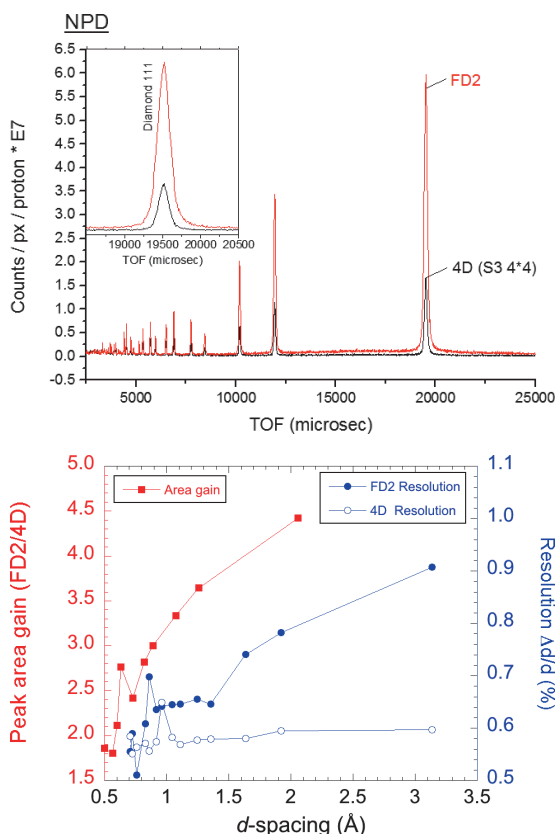 NPD
Counts / px / proton * E7
6.5
6.0
5.5
5.0
4.5
4.0
3.5
3.0
2.5
2.0
1.5
1.0
0.5
0.0
-0.5
Diamond 111
19000 19500 20000 20500
TOF (microsec)
FD2
4D (S3 4*4)
5000 10000 15000 20000 25000
TOF (microsec)
Peak area gain (FD2/4D)
5.0
4.5
4.0
3.5
3.0
2.5
2.0
1.5
Area gain
FD2 Resolution
4D Resolution
1.1
1.0
0.9
0.8
0.7
0.6
0.5
Resolution Δd/d (%)
0.5 1 1.5 2 2.5 3 3.5
d-spacing (Å)